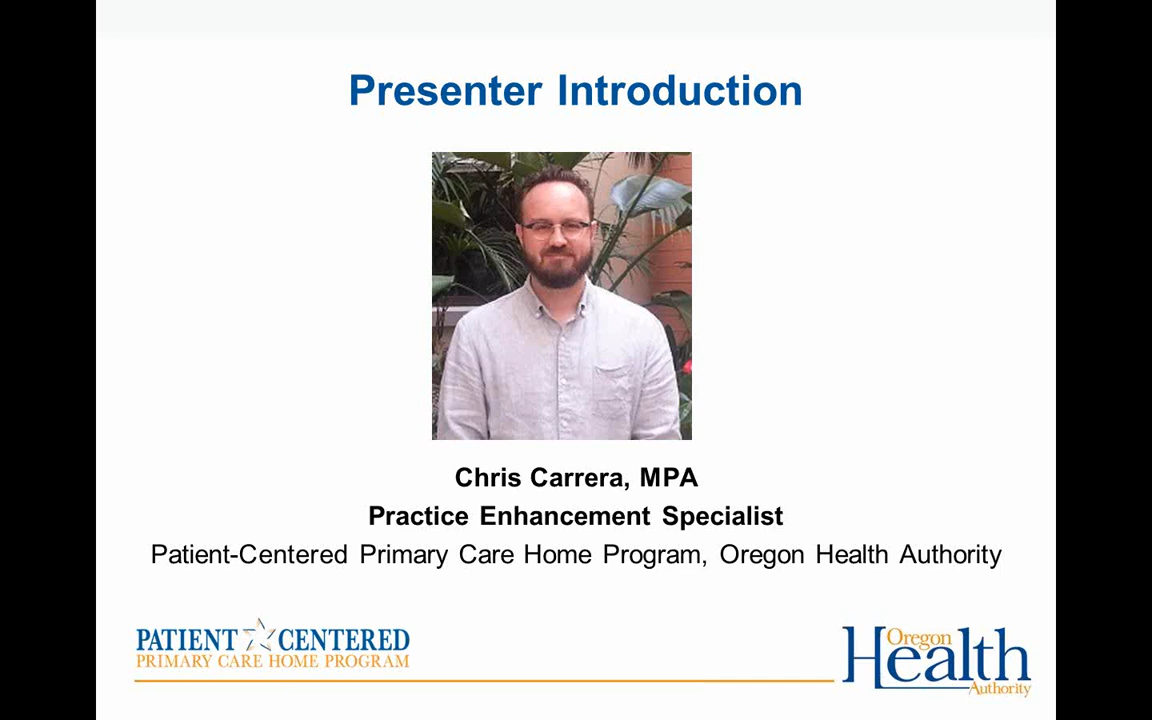 Presenter Introduction
Chris Carrera, MPA
Practice Enhancement Specialist
Patient-Centered Primary Care Home Program, Oregon Health Authority
PATIENT CENTERED
PRIMARY CARE HOME PROGRAM
Oregon
Health
Authority